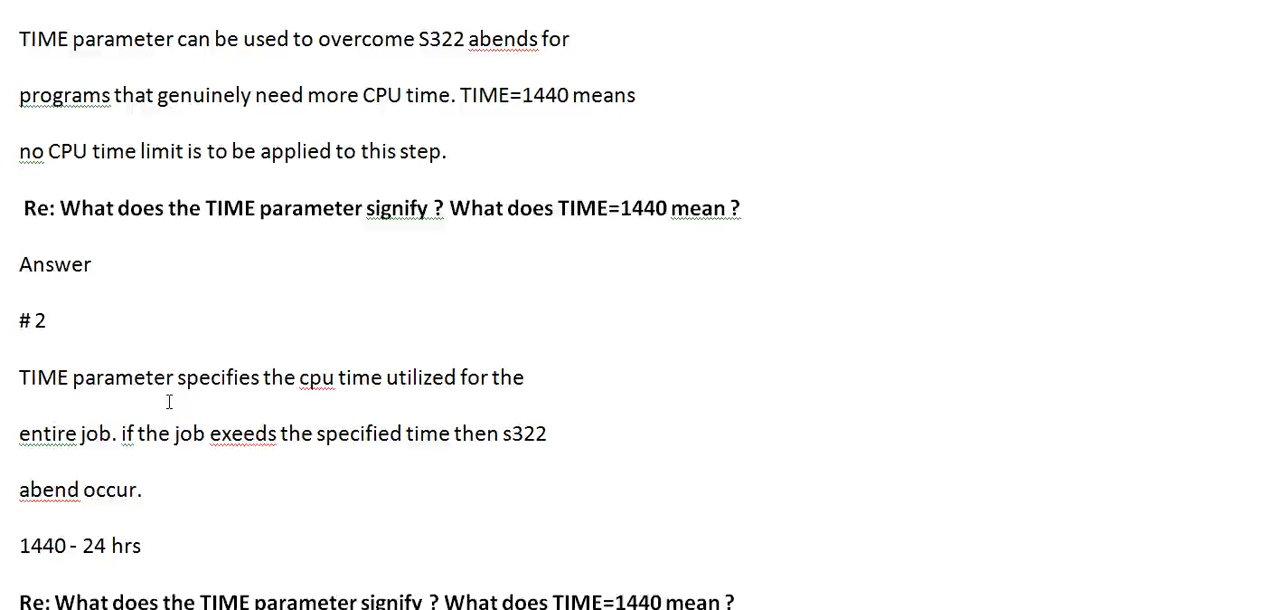 TIME parameter can be used to overcome S322 abends for
programs that genuinely need more CPU time. TIME=1440 means
no CPU time limit is to be applied to this step.
Re: What does the TIME parameter signify ? What does TIME=1440 mean ?
Answer
# 2
TIME parameter specifies the cpu time utilized for the
entire job. if the job exeeds the specified time then s322
abend occur.
1440 - 24 hrs
Re: What does the TIME parameter signify ? What does TIME=1440 mean ?